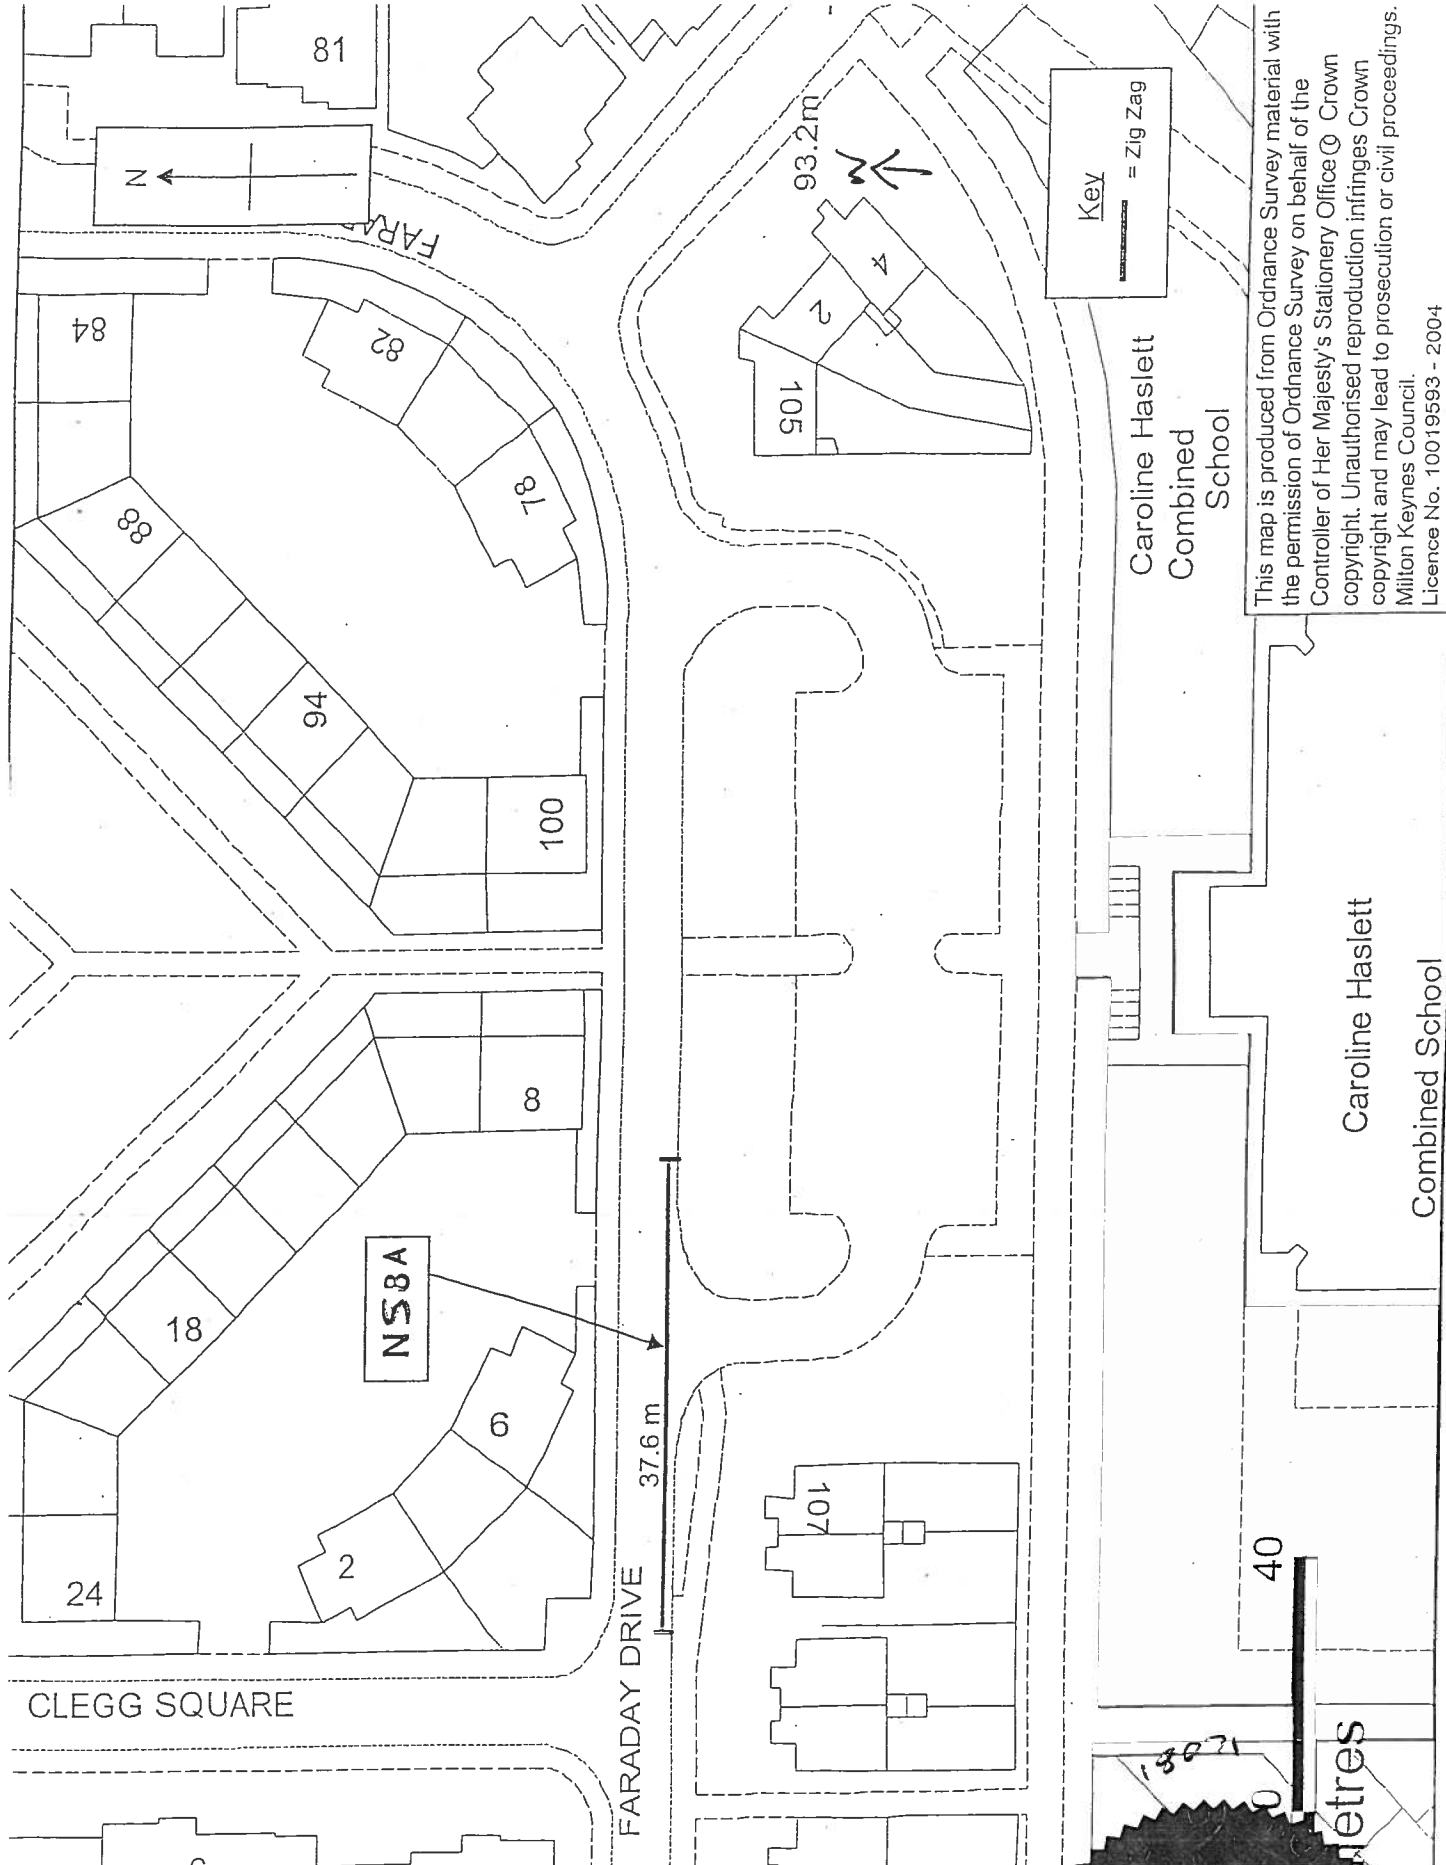 81
N
FARA
84
82
78
88
94
100
93.2m
N
4
2
105
Key
= Zig Zag
Caroline Haslett
Combined
School
This map is produced from Ordnance Survey material with
the permission of Ordnance Survey on behalf of the
Controller of Her Majesty's Stationery Office © Crown
copyright. Unauthorised reproduction infringes Crown
copyright and may lead to prosecution or civil proceedings.
Milton Keynes Council.
Licence No. 10019593 - 2004
8
18
NS8A
6
37.6 m
2
24
107
Caroline Haslett
Combined School
CLEGG SQUARE
FARADAY DRIVE
18071
0
40
etres